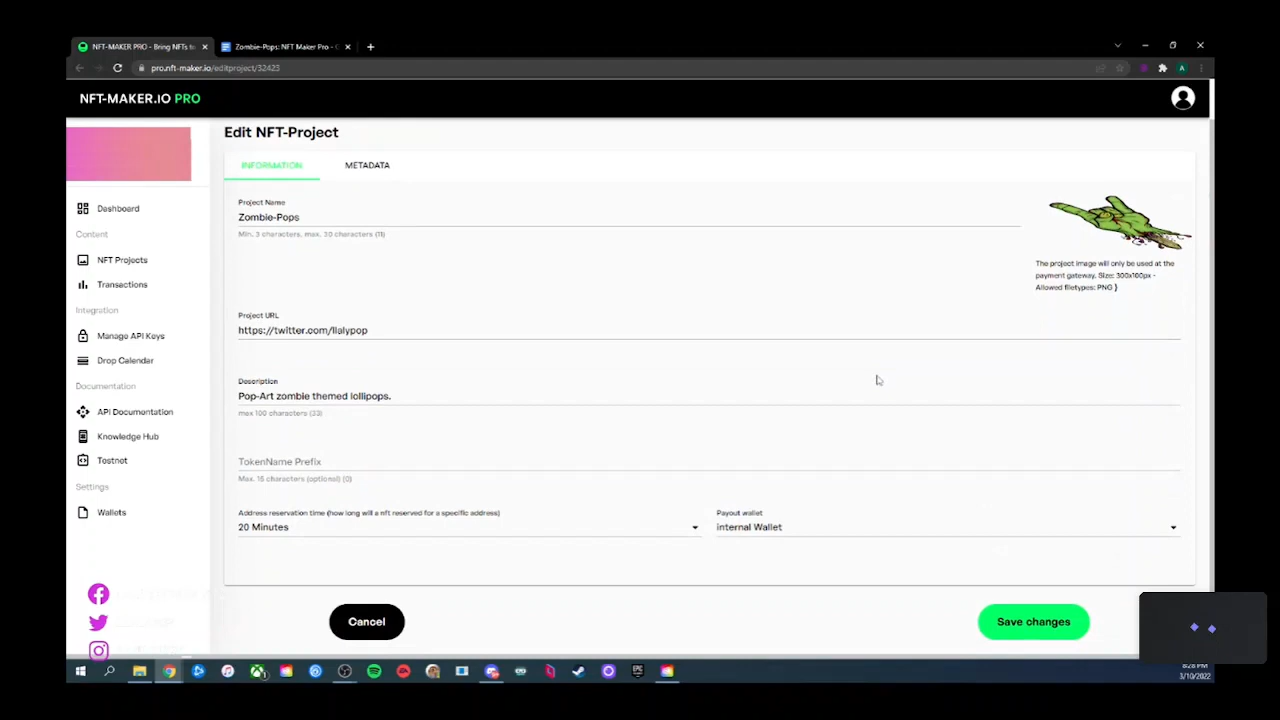 NFT-MAKER PRO - Bring NFTs to
Zombie-Pops: NFT Maker Pro -
pro.nft-maker.io/editproject/32423
A
NFT-MAKER.IO PRO
Edit NFT-Project
INFORMATION
METADATA
Dashboard
Content
NFT Projects
Transactions
Integration
Manage API Keys
Drop Calendar
Documentation
API Documentation
Knowledge Hub
Testnet
Settings
Wallets
Project Name
Zombie-Pops
Min. 3 characters, max. 30 characters (11)
The project image will only be used at the
payment gateway. Size: 300x100px -
Allowed filetypes: PNG )
Project URL
Description
Pop-Art zombie themed lollipops.
max 100 characters (33)
TokenName Prefix
Max. 15 characters (optional) (0)
Address reservation time (how long will a nft reserved for a specific address)
20 Minutes
Payout wallet
internal Wallet
Cancel
Save changes
8:28 PM
3/10/2022